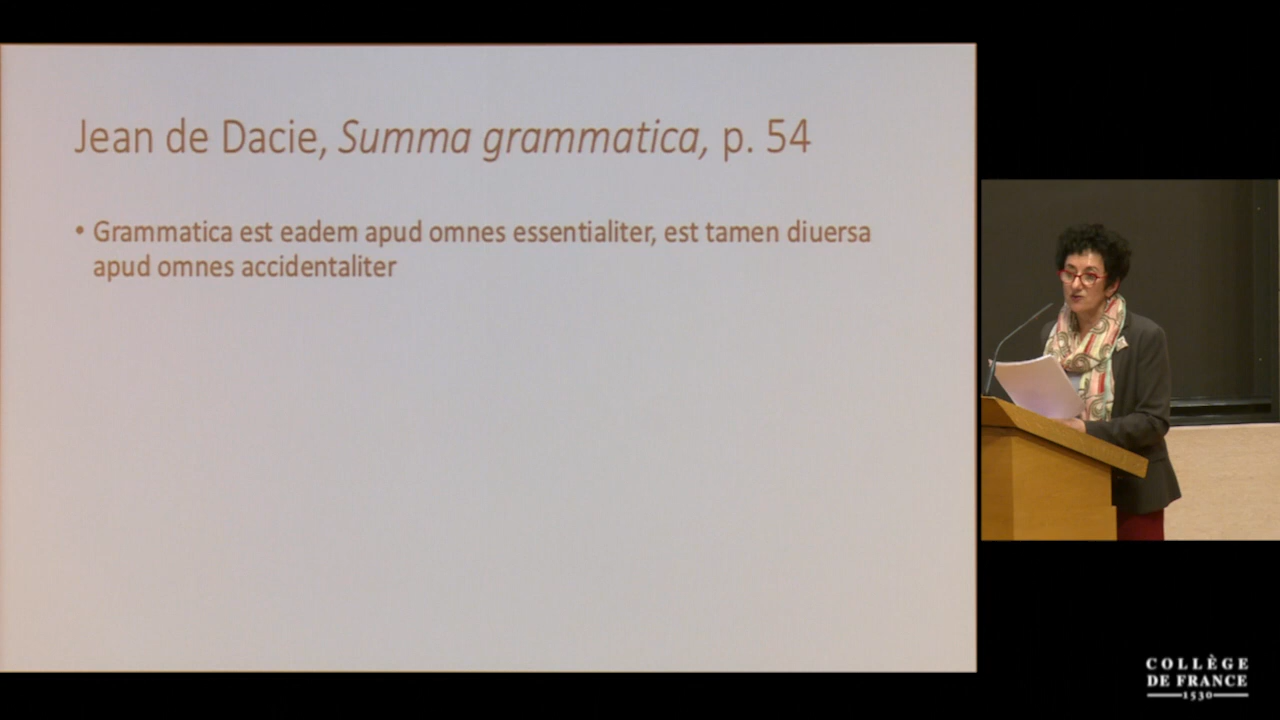 Jean de Dacie, Summa grammatica, p. 54
• Grammatica est eadem apud omnes essentialiter, est tamen diuersa
apud omnes accidentaliter
COLLÈGE
DE FRANCE
1530